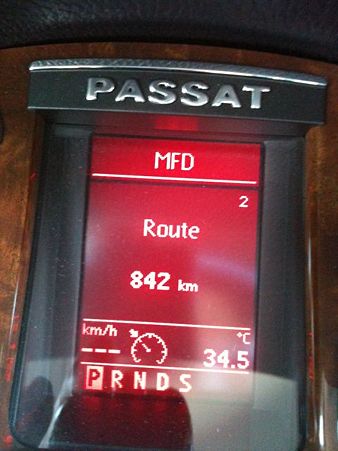 PASSAT
MFD
2
Route
842 km
km/h °C
--- 34.5
P R N D S